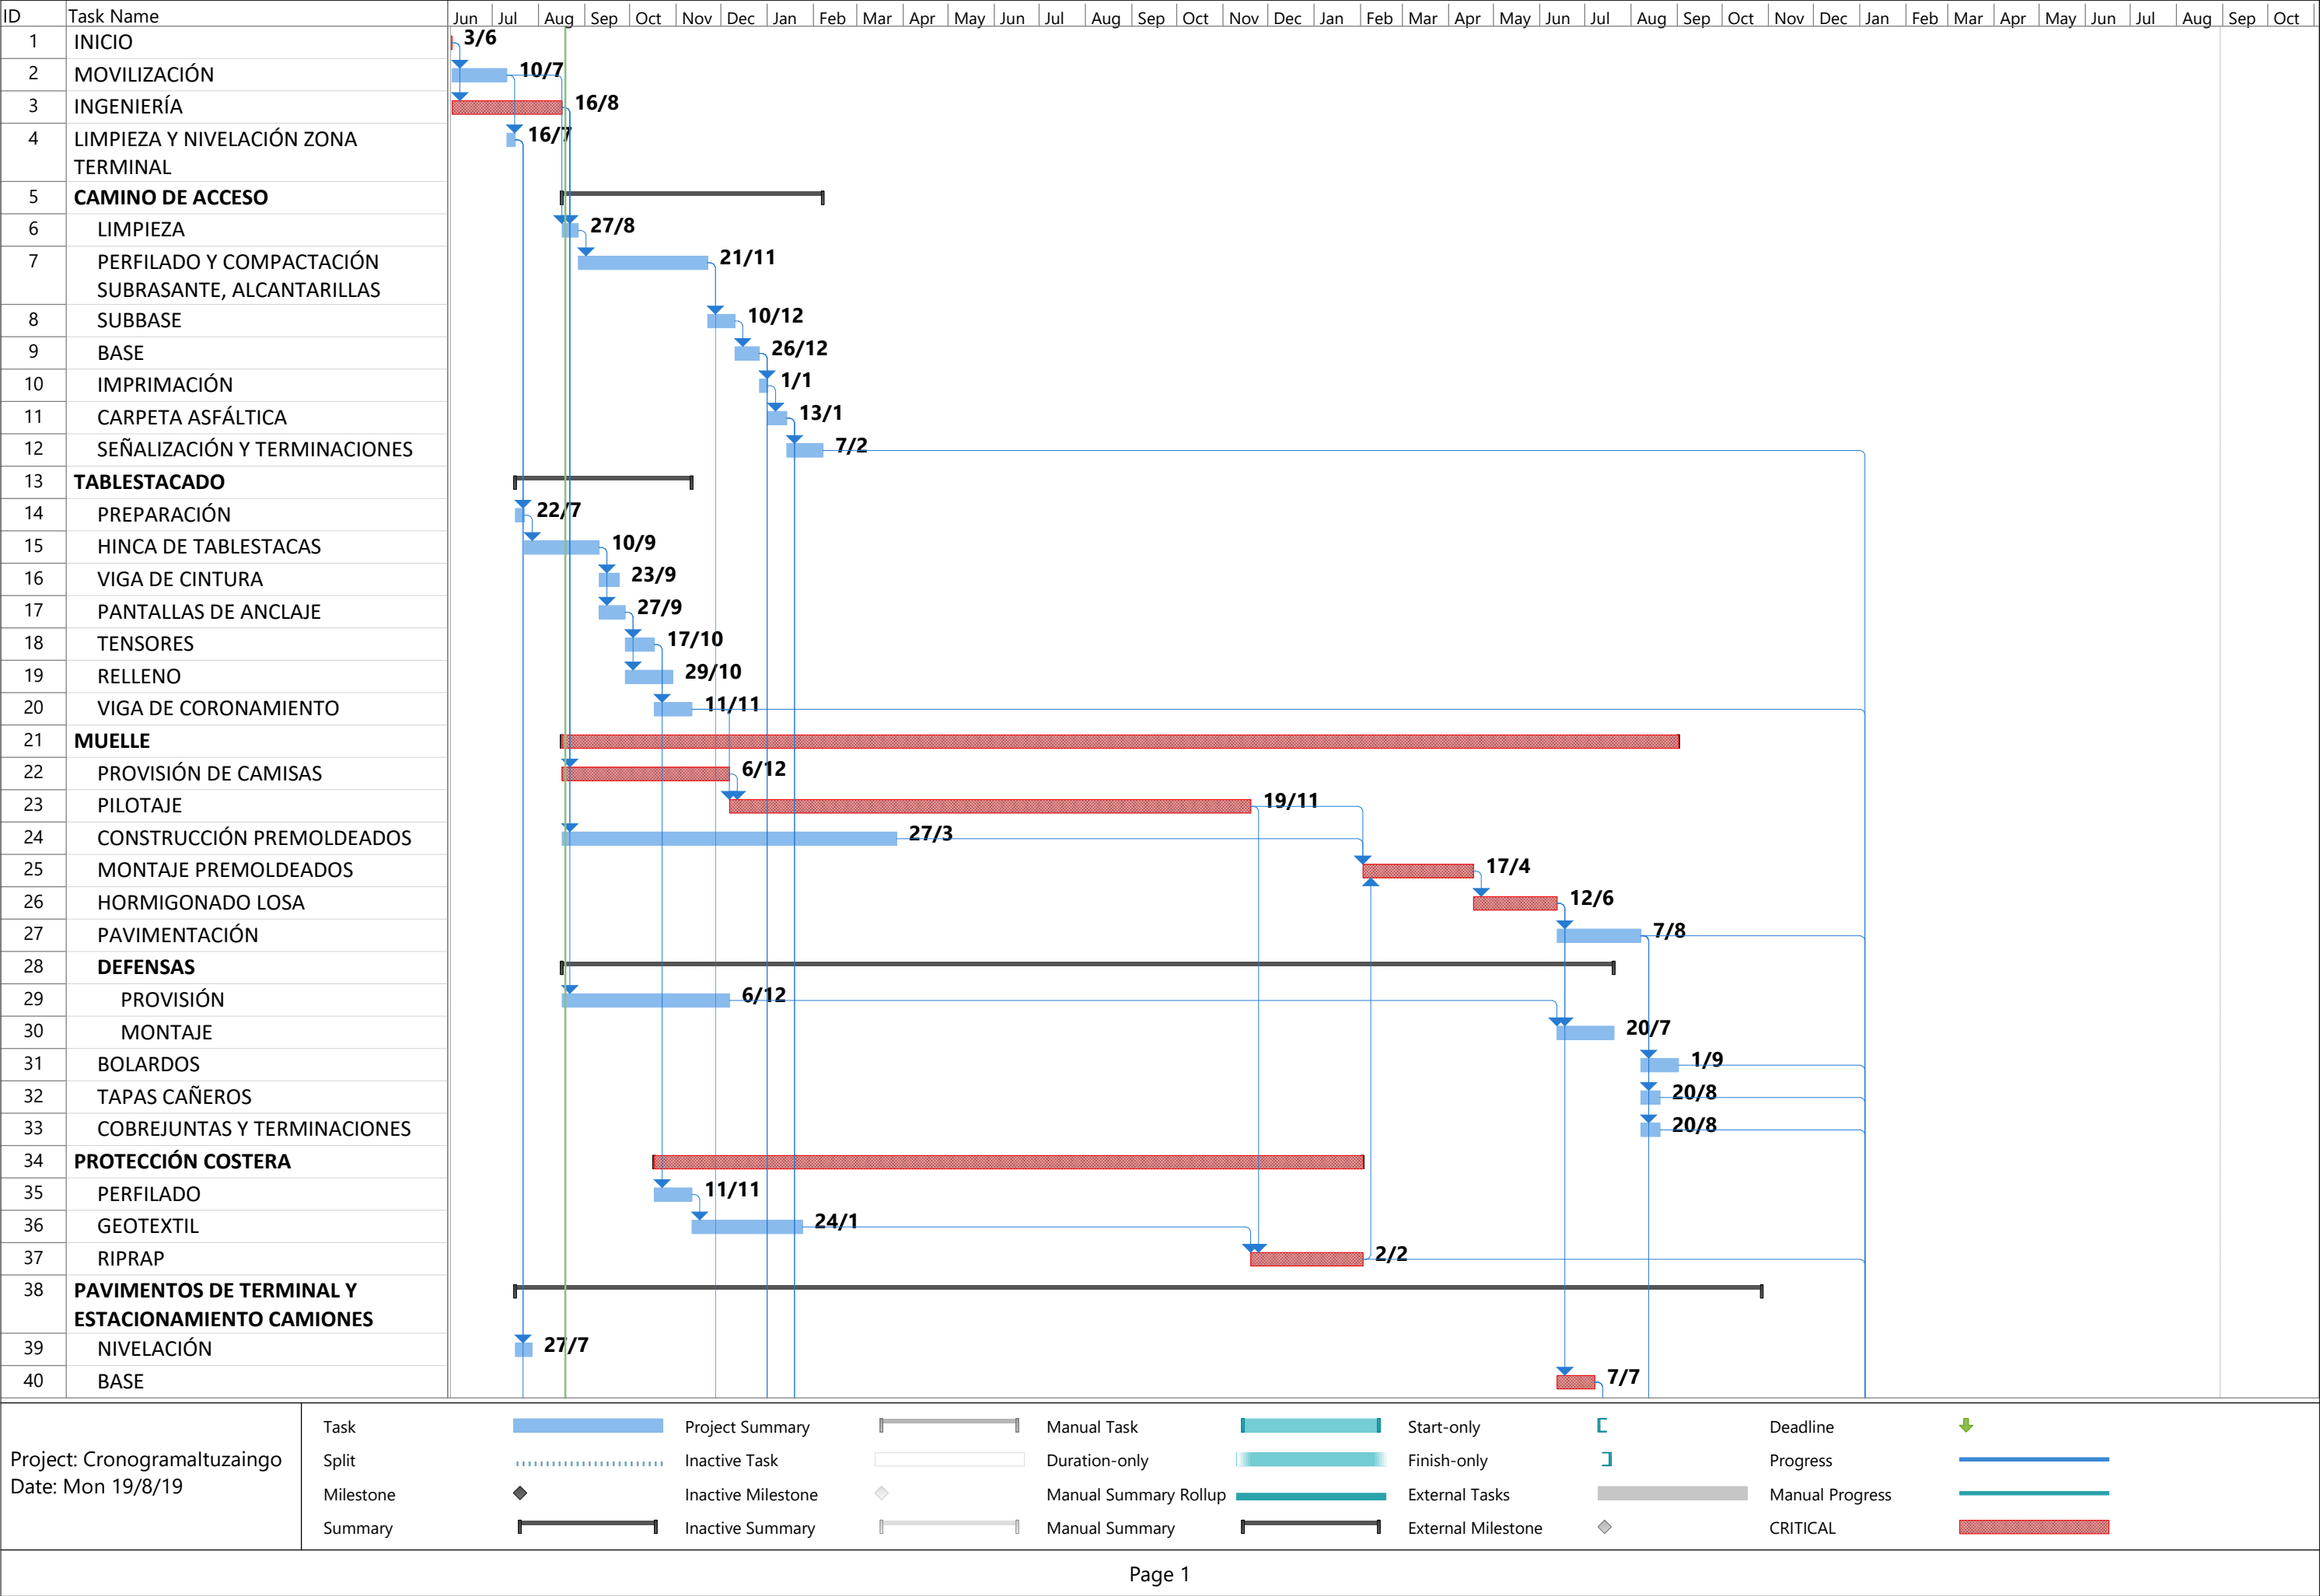 ID Task Name Jun Jul Aug Sep Oct Nov Dec Jan Feb Mar Apr May Jun Jul Aug Sep Oct Nov Dec Jan Feb Mar Apr May Jun Jul Aug Sep Oct Nov Dec Jan Feb Mar Apr May Jun Jul Aug Sep Oct
1 INICIO 3/6
2 MOVILIZACIÓN 10/7
3 INGENIERÍA 16/8
4 LIMPIEZA Y NIVELACIÓN ZONA 16/7
TERMINAL
5 CAMINO DE ACCESO
6 LIMPIEZA 27/8
7 PERFILADO Y COMPACTACIÓN 21/11
SUBRASANTE, ALCANTARILLAS
8 SUBBASE 10/12
9 BASE 26/12
10 IMPRIMACIÓN 1/1
11 CARPETA ASFÁLTICA 13/1
12 SEÑALIZACIÓN Y TERMINACIONES 7/2
13 TABLESTACADO
14 PREPARACIÓN 22/7
15 HINCA DE TABLESTACAS 10/9
16 VIGA DE CINTURA 23/9
17 PANTALLAS DE ANCLAJE 27/9
18 TENSORES 17/10
19 RELLENO 29/10
20 VIGA DE CORONAMIENTO 11/11
21 MUELLE
22 PROVISIÓN DE CAMISAS 6/12
23 PILOTAJE 19/11
24 CONSTRUCCIÓN PREMOLDEADOS 27/3
25 MONTAJE PREMOLDEADOS 17/4
26 HORMIGONADO LOSA 12/6
27 PAVIMENTACIÓN 7/8
28 DEFENSAS
29 PROVISIÓN 6/12
30 MONTAJE 20/7
31 BOLARDOS 1/9
32 TAPAS CAÑEROS 20/8
33 COBREJUNTAS Y TERMINACIONES 20/8
34 PROTECCIÓN COSTERA
35 PERFILADO 11/11
36 GEOTEXTIL 24/1
37 RIPRAP 2/2
38 PAVIMENTOS DE TERMINAL Y
ESTACIONAMIENTO CAMIONES
39 NIVELACIÓN 27/7
40 BASE 7/7
Project: CronogramaItuzaingo
Date: Mon 19/8/19
Task Project Summary Manual Task Start-only Deadline
Split Inactive Task Duration-only Finish-only Progress
Milestone Inactive Milestone Manual Summary Rollup External Tasks Manual Progress
Summary Inactive Summary Manual Summary External Milestone CRITICAL
Page 1